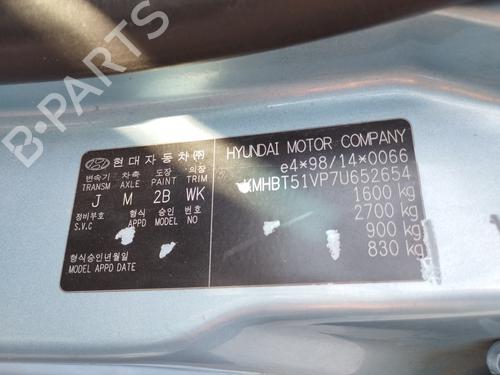 현대자동차㈜
변속기 차축 도장 의장
TRANSM AXLE PAINT TRIM
J M 2B WK
정비부호 형식 승인 번호
S.V.C APPD MODEL NO
형식승인년월일
MODEL APPD DATE
HYUNDAI MOTOR COMPANY
e4*98/14*0066
KMHBT51VP7U652654
1600 kg
2700 kg
900 kg
830 kg
B-PARTS